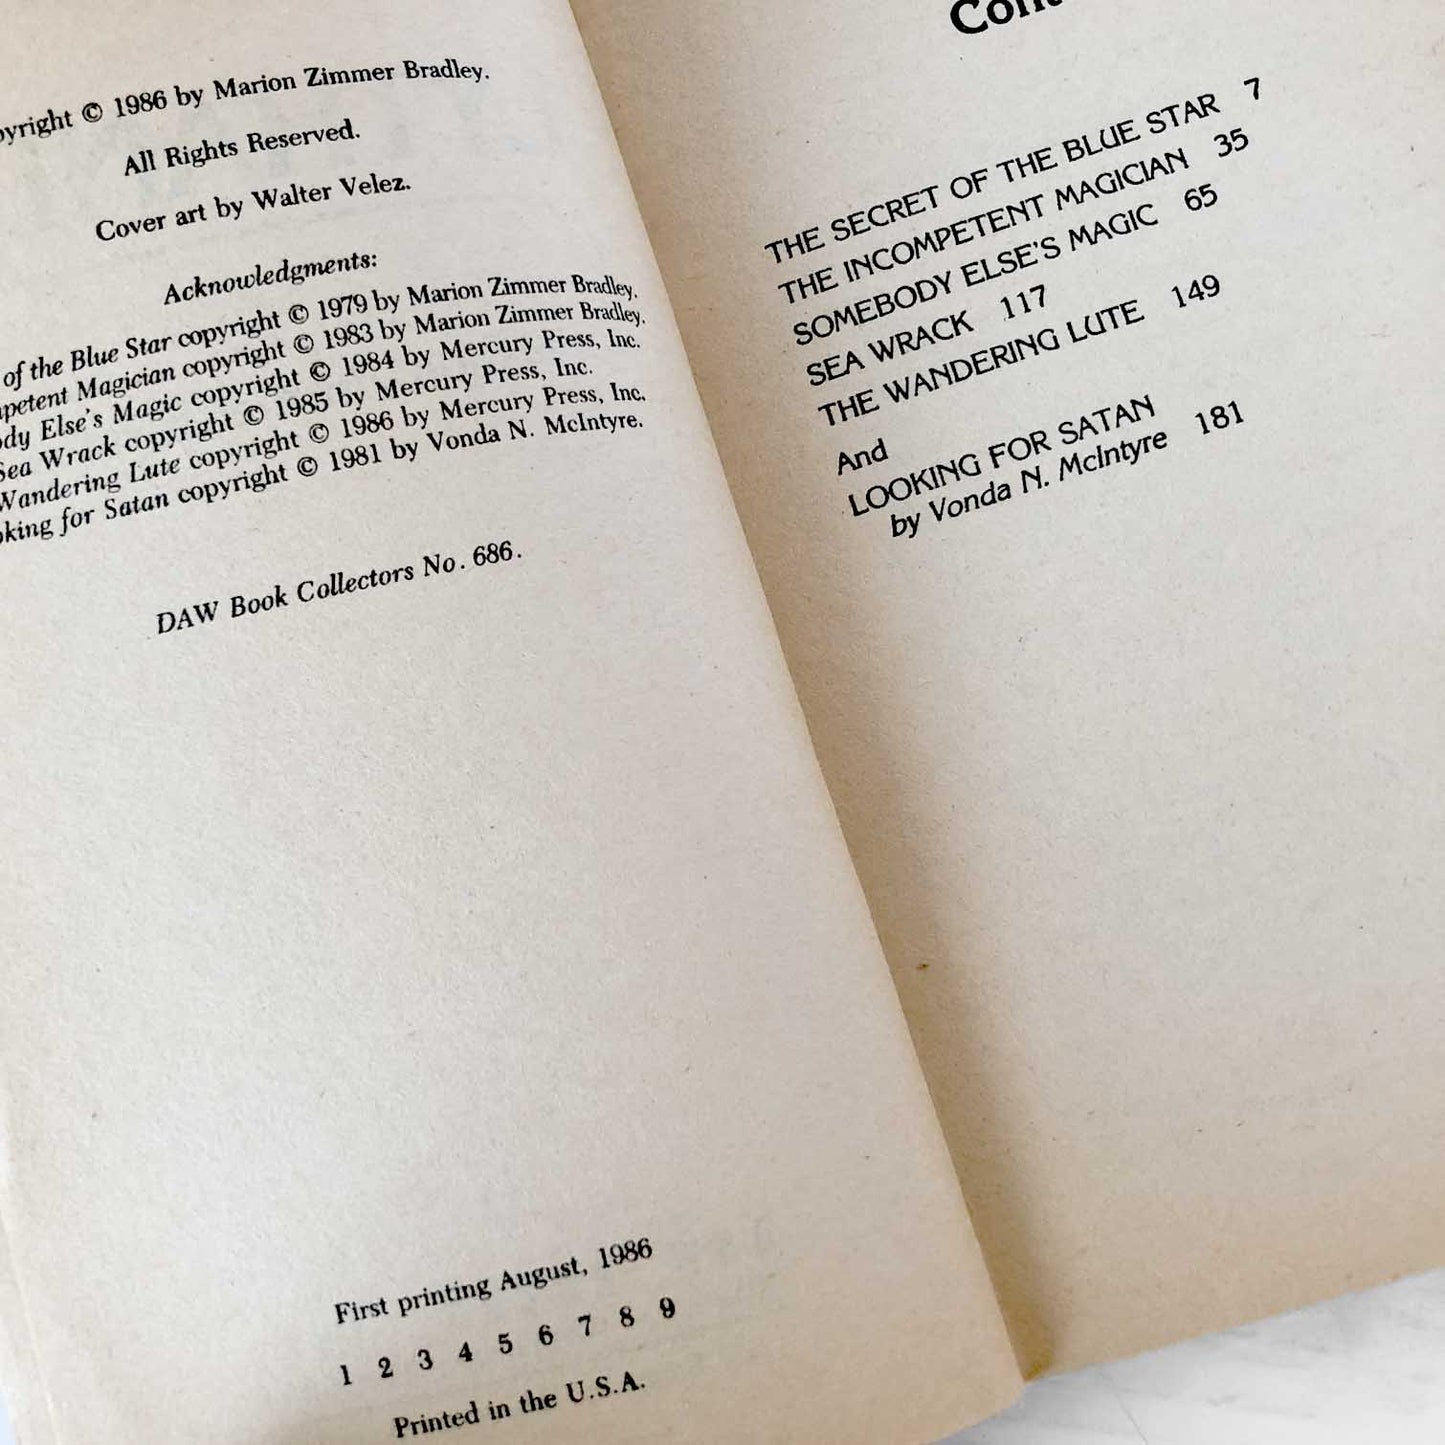 pyright © 1986 by Marion Zimmer Bradley.
All Rights Reserved.
Cover art by Walter Velez.
Acknowledgments:
of the Blue Star copyright © 1979 by Marion Zimmer Bradley.
petent Magician copyright © 1983 by Marion Zimmer Bradley.
dy Else's Magic copyright © 1984 by Mercury Press, Inc.
Sea Wrack copyright © 1985 by Mercury Press, Inc.
Wandering Lute copyright © 1986 by Mercury Press, Inc.
king for Satan copyright © 1981 by Vonda N. McIntyre.
DAW Book Collectors No. 686.
First printing August, 1986
1 2 3 4 5 6 7 8 9
Printed in the U.S.A.
THE SECRET OF THE BLUE STAR 7
THE INCOMPETENT MAGICIAN 35
SOMEBODY ELSE'S MAGIC 65
SEA WRACK 117
THE WANDERING LUTE 149
And
LOOKING FOR SATAN
by Vonda N. McIntyre 181